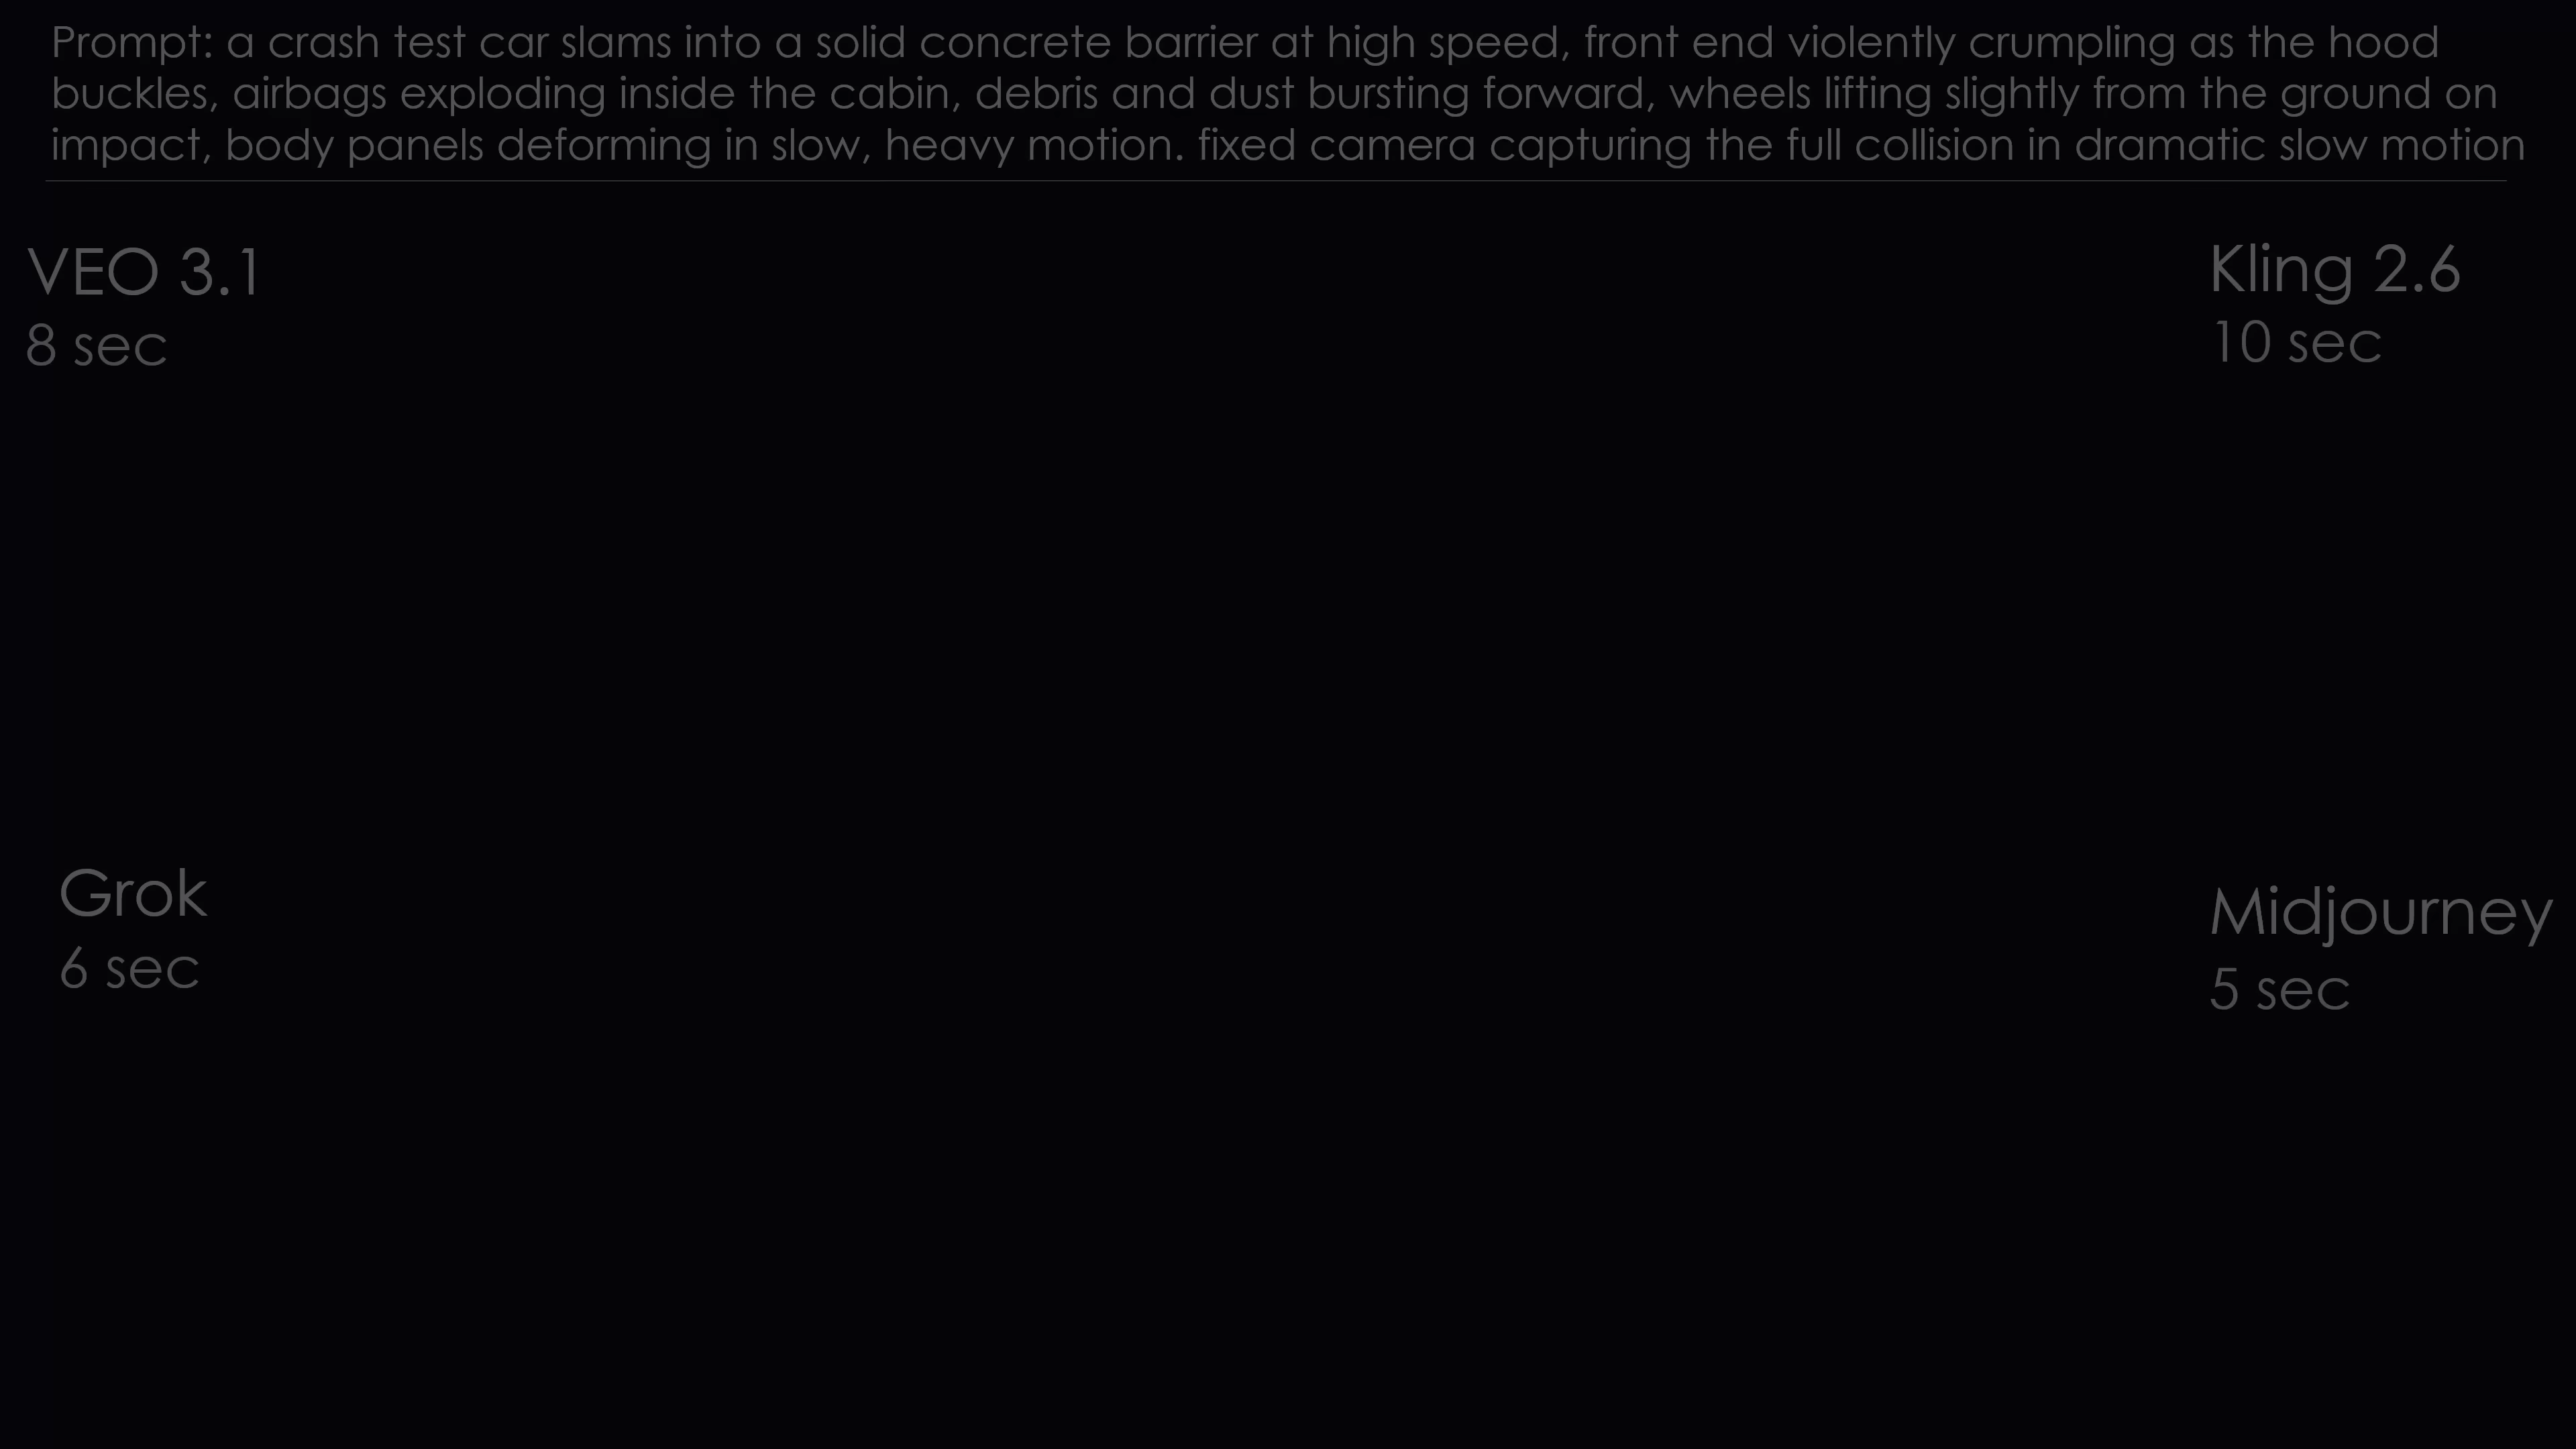 Prompt: a crash test car slams into a solid concrete barrier at high speed, front end violently crumpling as the hood
buckles, airbags exploding inside the cabin, debris and dust bursting forward, wheels lifting slightly from the ground on
impact, body panels deforming in slow, heavy motion. fixed camera capturing the full collision in dramatic slow motion
VEO 3.1
8 sec
Kling 2.6
10 sec
Grok
6 sec
Midjourney
5 sec